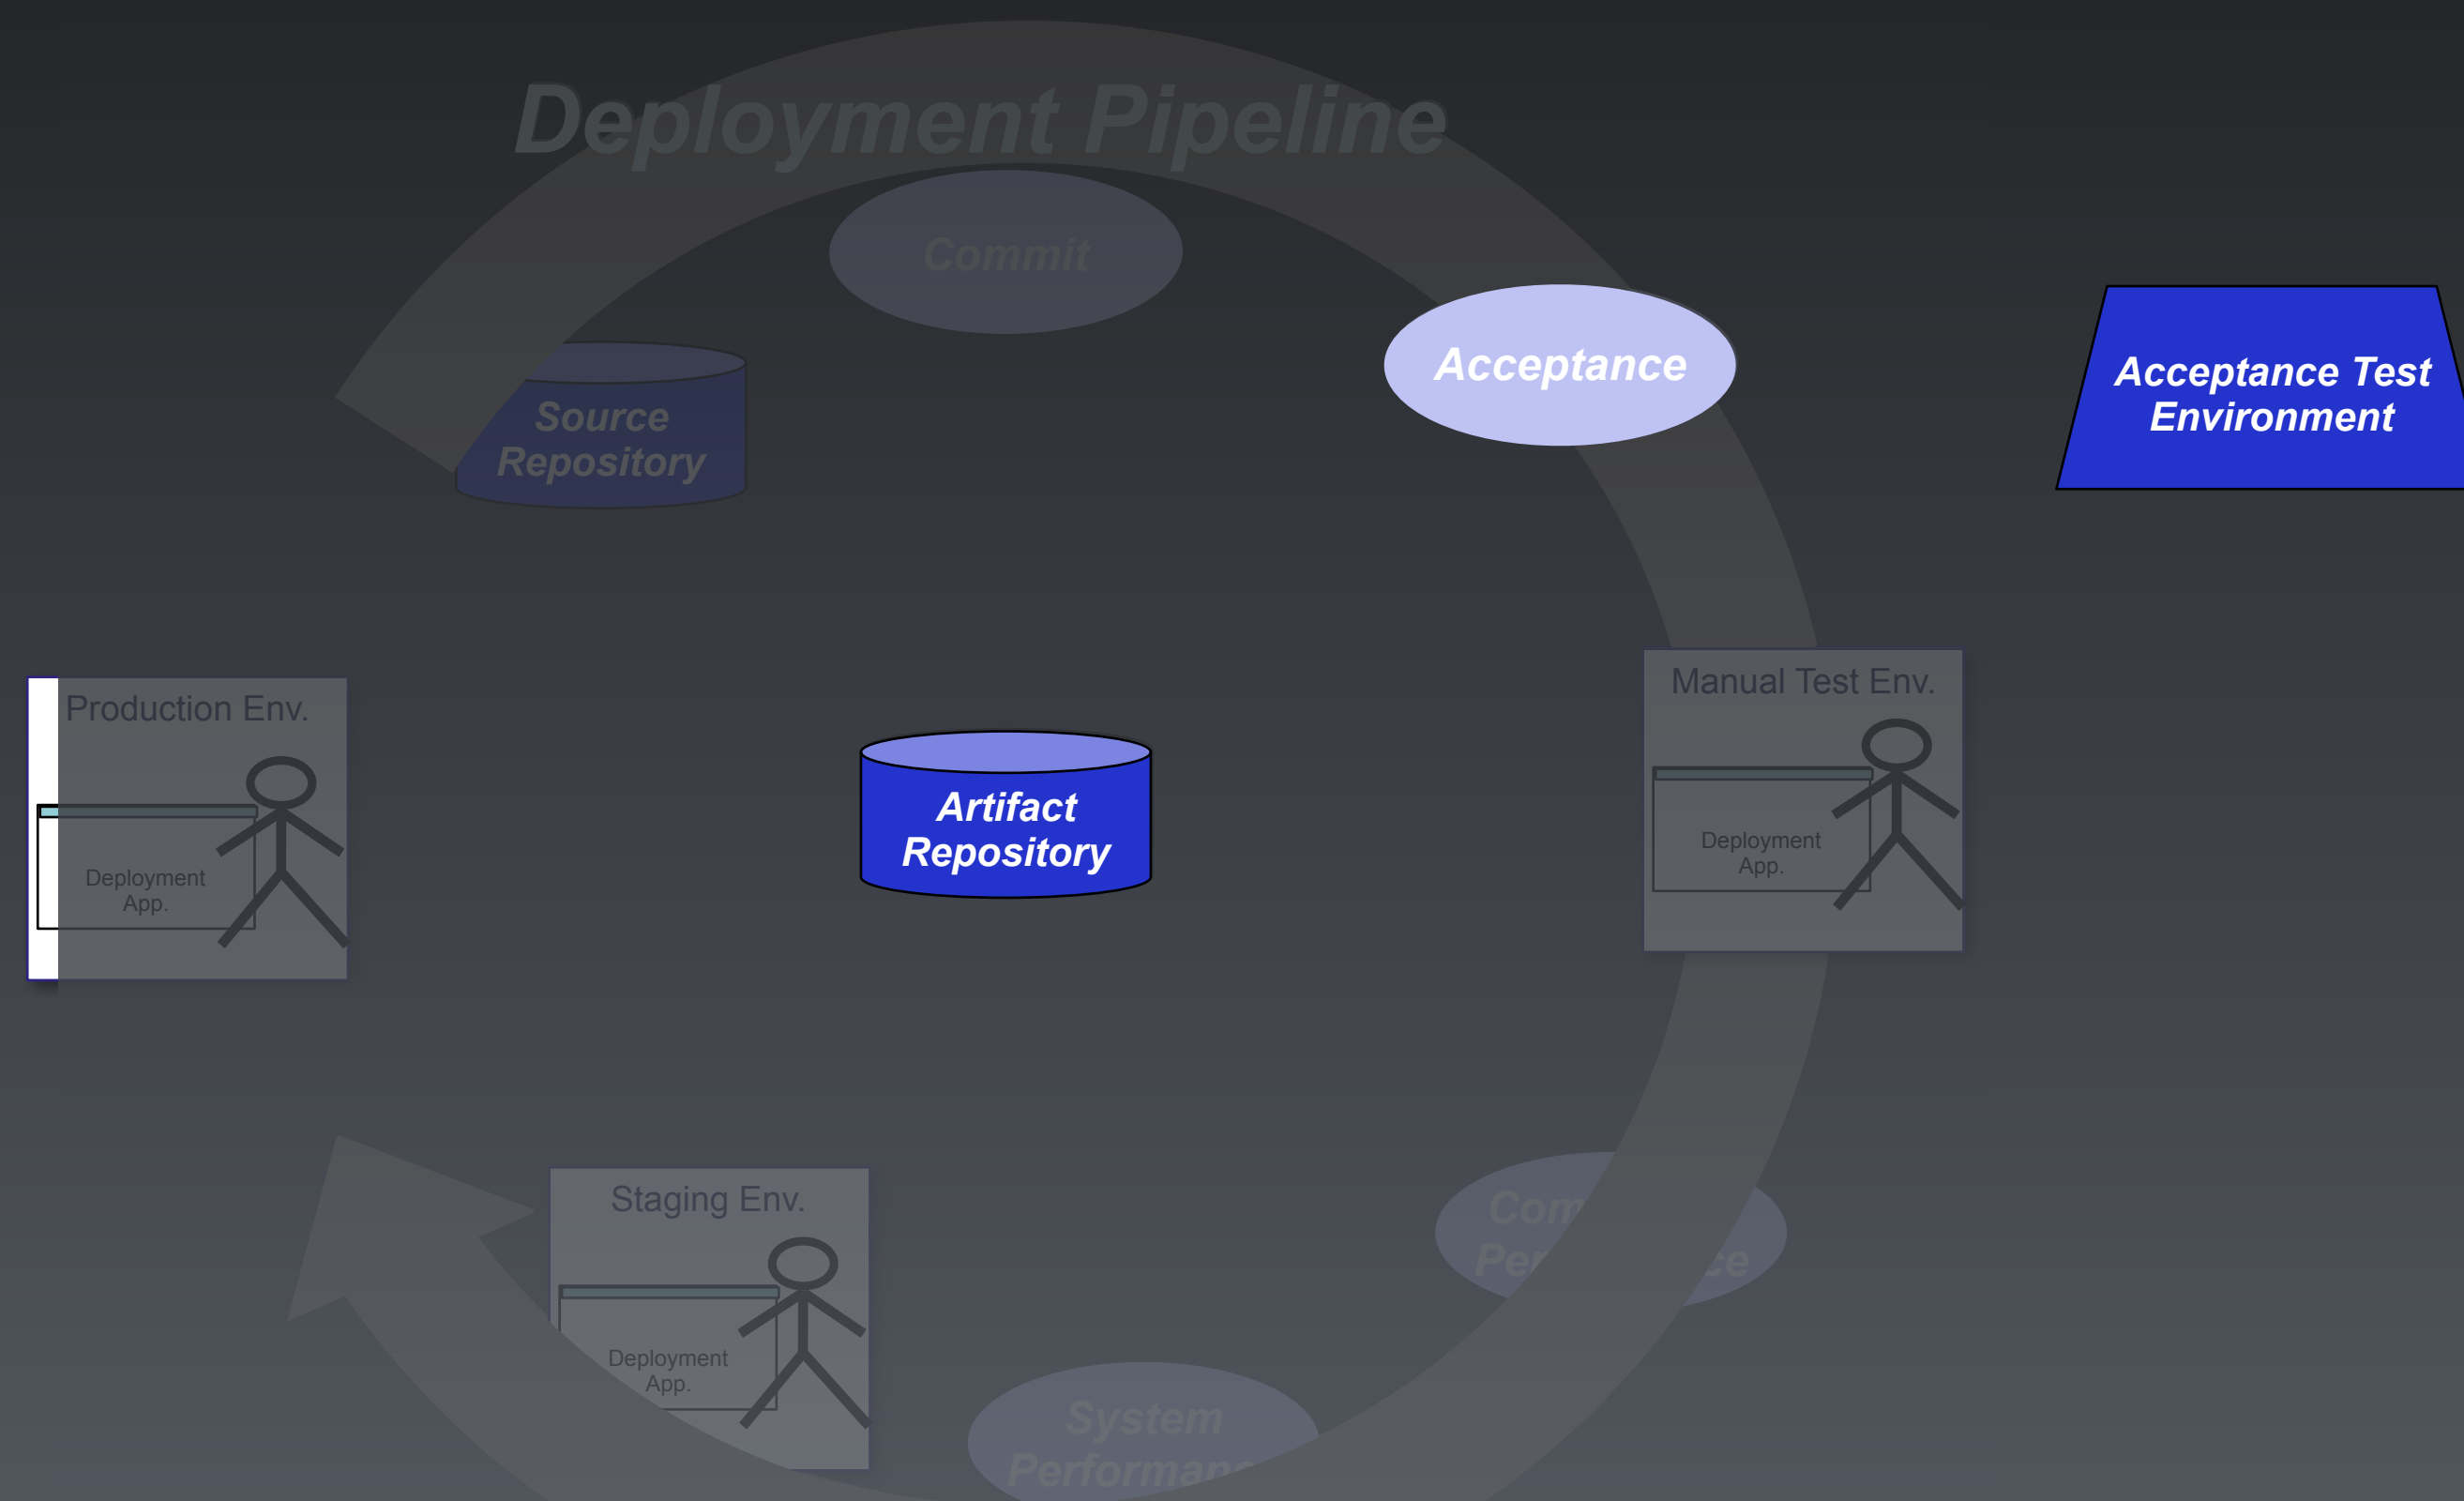 Deployment Pipeline
Commit
Acceptance
Acceptance Test
Environment
Source
Repository
Production Env.
Deployment
App.
Artifact
Repository
Manual Test Env.
Deployment
App.
Staging Env.
Deployment
App.
System